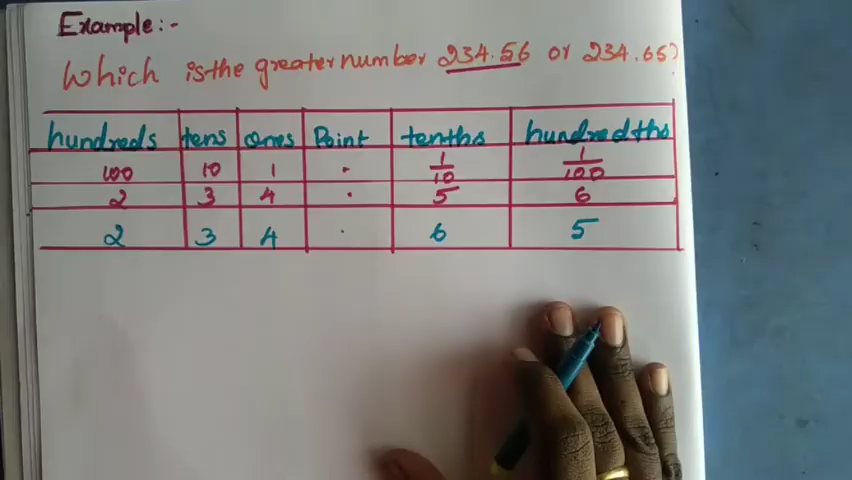 Example:-
Which is the greater number 234.56 or 234.65?
hundreds tens ones Point tenths hundredths
100 10 1 . 1/10 1/100
2 3 4 . 5 6
2 3 4 . 6 5